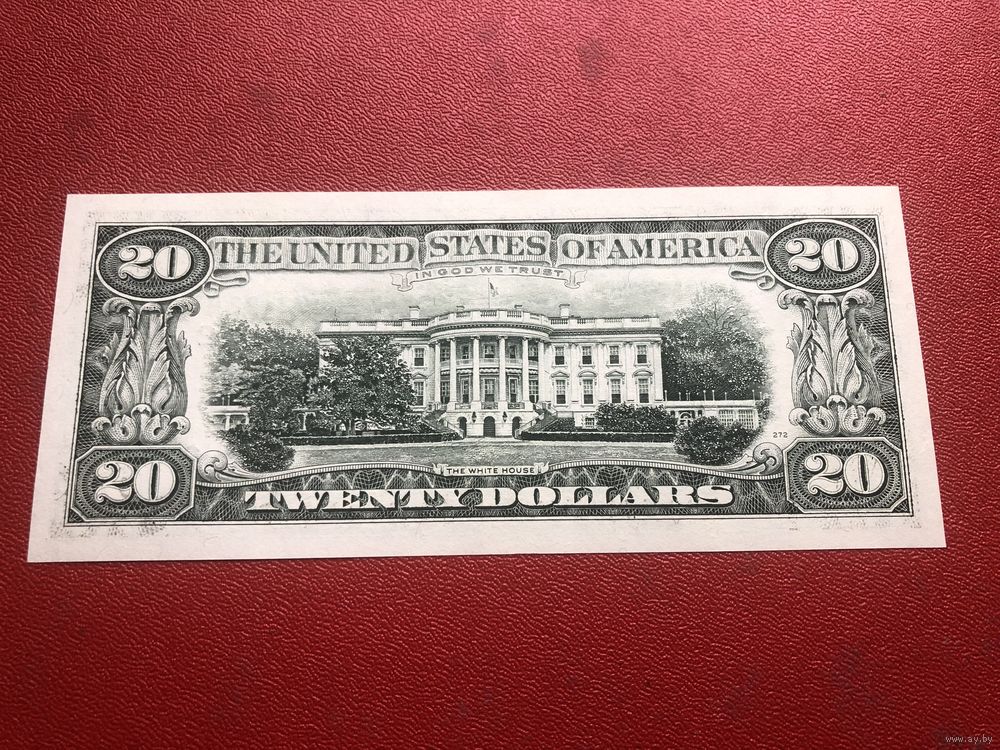 20 THE UNITED STATES OF AMERICA 20
IN GOD WE TRUST
272
THE WHITE HOUSE
20 TWENTY DOLLARS 20
www.ay.by